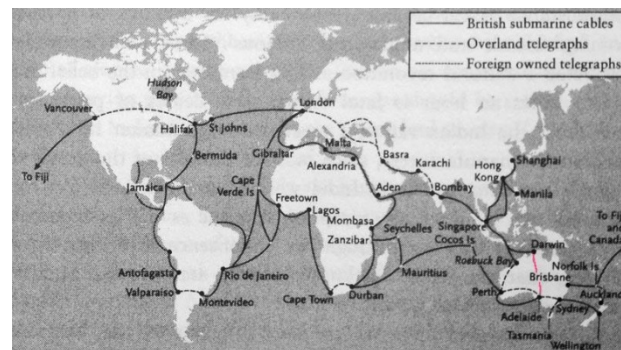 British submarine cables
Overland telegraphs
Foreign owned telegraphs
Hudson
Bay
Vancouver
London
Halifax
St Johns
Gibraltar
Malta
Basra
Karachi
Shanghai
Alexandria
Hong
Kong
Bermuda
To Fiji
Cape
Verde Is
Aden
Bombay
Manila
Jamaica
Freetown
Lagos
Mombasa
Seychelles
Singapore
Cocos Is
Zanzibar
Darwin
To Fiji
and
Canada
Roebuck Bay
Norfolk Is
Brisbane
Antofagasta
Rio de Janeiro
Mauritius
Auckland
Valparaiso
Montevideo
Cape Town
Durban
Perth
Sydney
Adelaide
Tasmania
Wellington